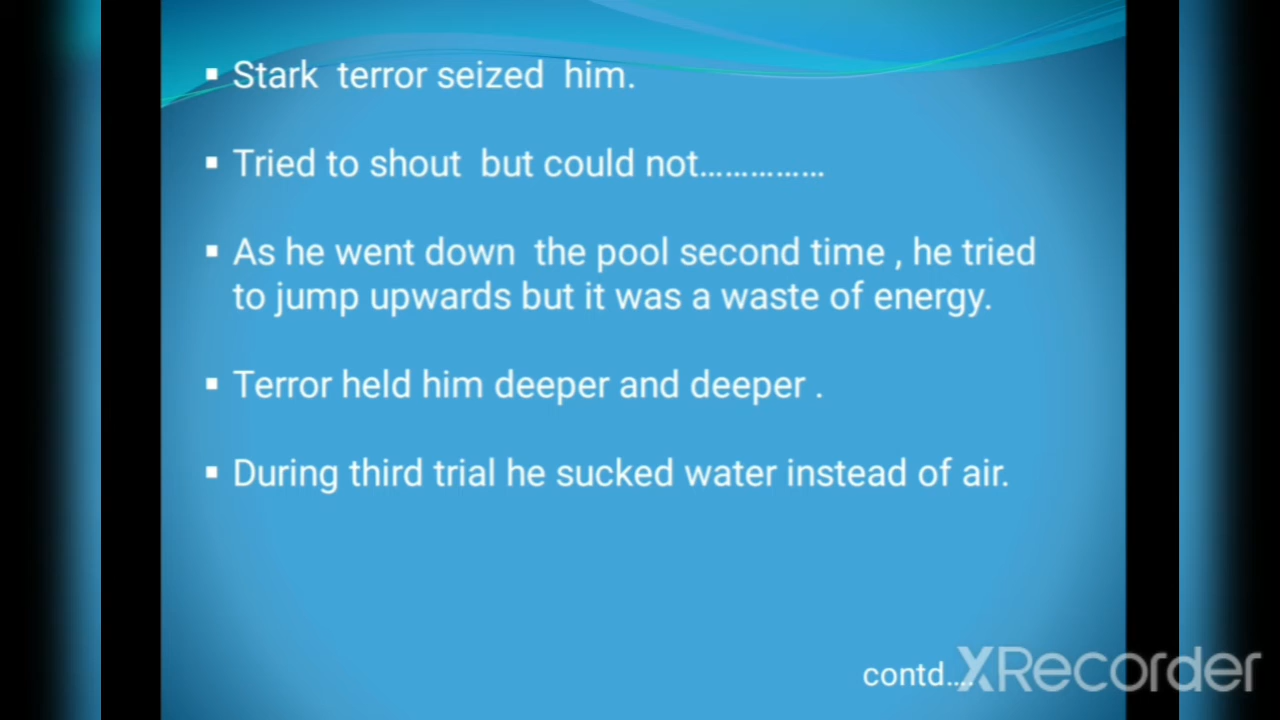 ▪ Stark terror seized him.
▪ Tried to shout but could not...............
▪ As he went down the pool second time , he tried
to jump upwards but it was a waste of energy.
▪ Terror held him deeper and deeper .
▪ During third trial he sucked water instead of air.
contd....
XRecorder